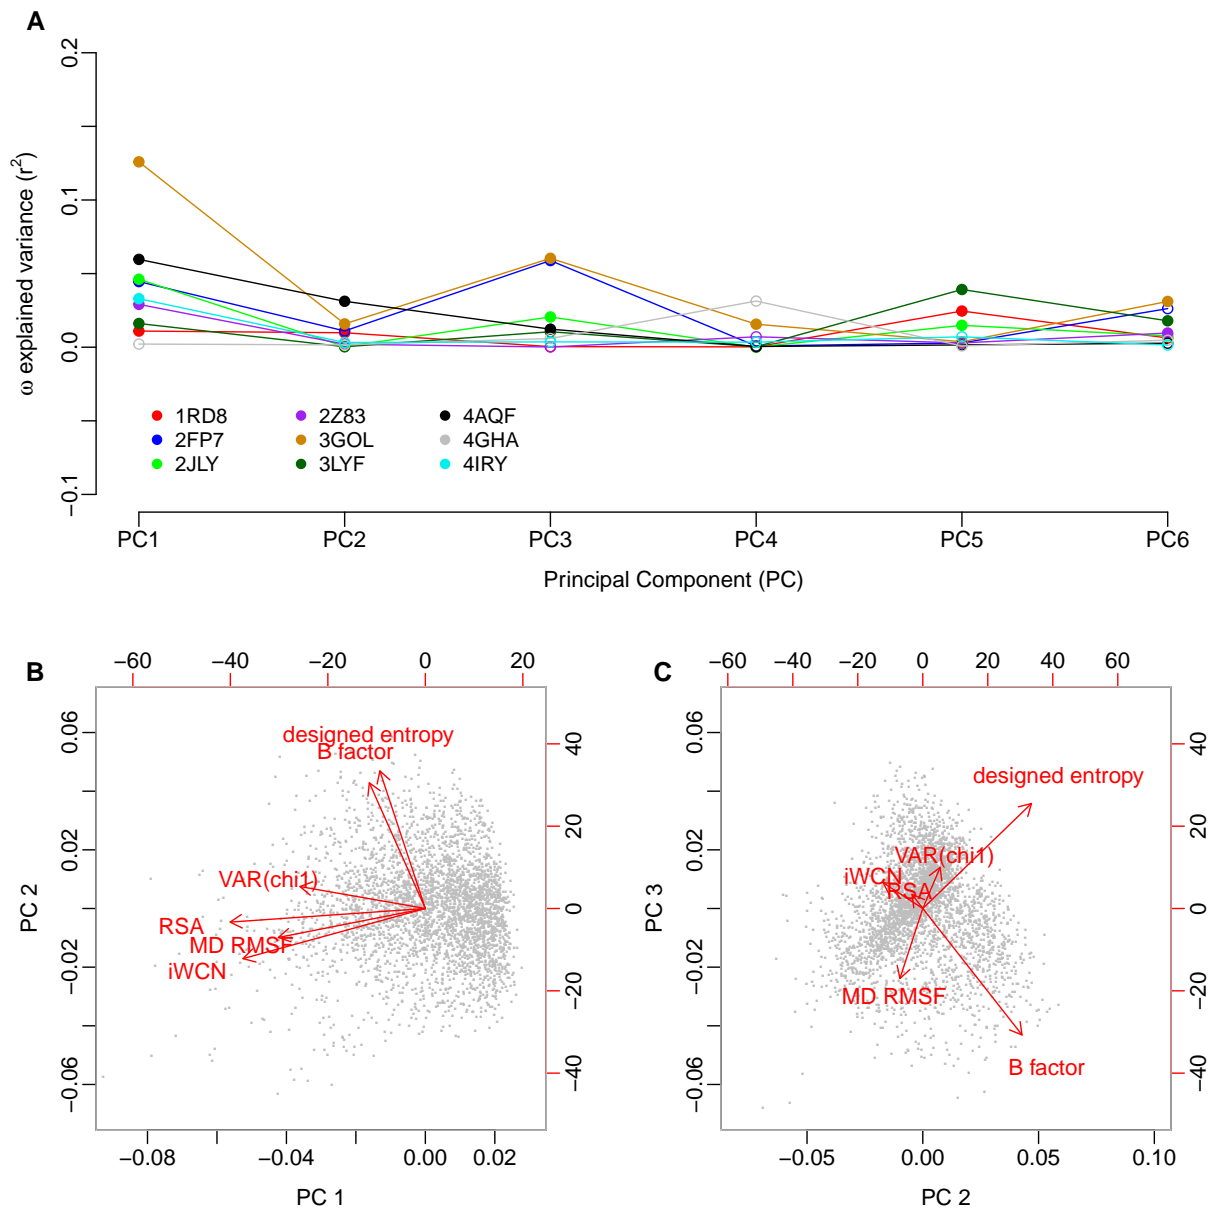 A
0.2
0.1
0.0
−0.1
ω explained variance (r²)
1RD8 2Z83 4AQF
2FP7 3GOL 4GHA
2JLY 3LYF 4IRY
PC1 PC2 PC3 PC4 PC5 PC6
Principal Component (PC)
B
−60 −40 −20 0 20
0.06
0.02
−0.02
−0.06
PC 2
designed entropy
B factor
VAR(chi1)
RSA
MD RMSF
iWCN
40
20
0
−20
−40
−0.08 −0.04 0.00 0.02
PC 1
C
−60 −40 −20 0 20 40 60
0.06
0.02
−0.02
−0.06
PC 3
designed entropy
VAR(chi1)
iWCN
RSA
MD RMSF
B factor
40
20
0
−20
−40
−0.05 0.00 0.05 0.10
PC 2